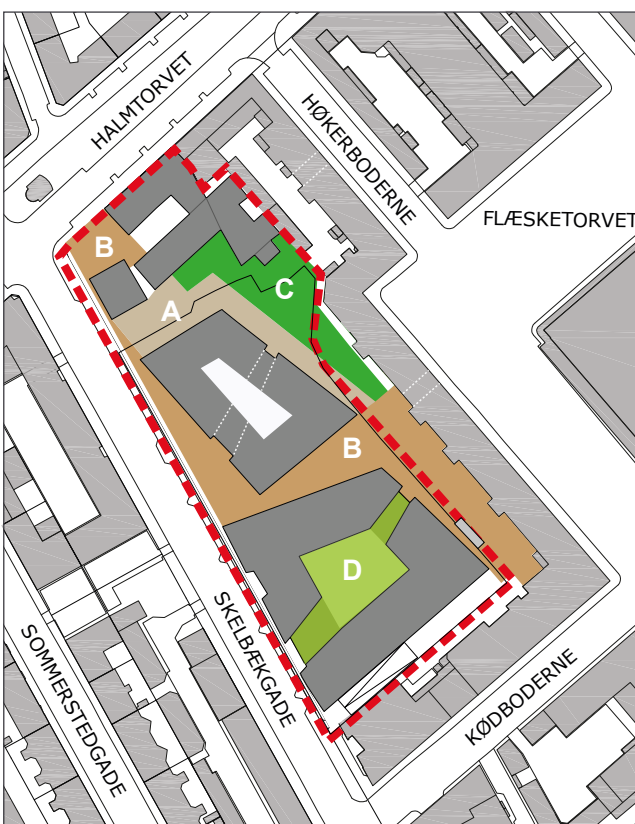 HALMTORVET
HØKERBODERNE
FLÆSKETORVET
B
C
A
B
D
SKELBÆKGADE
SOMMERSTEDGADE
KØDBODERNE